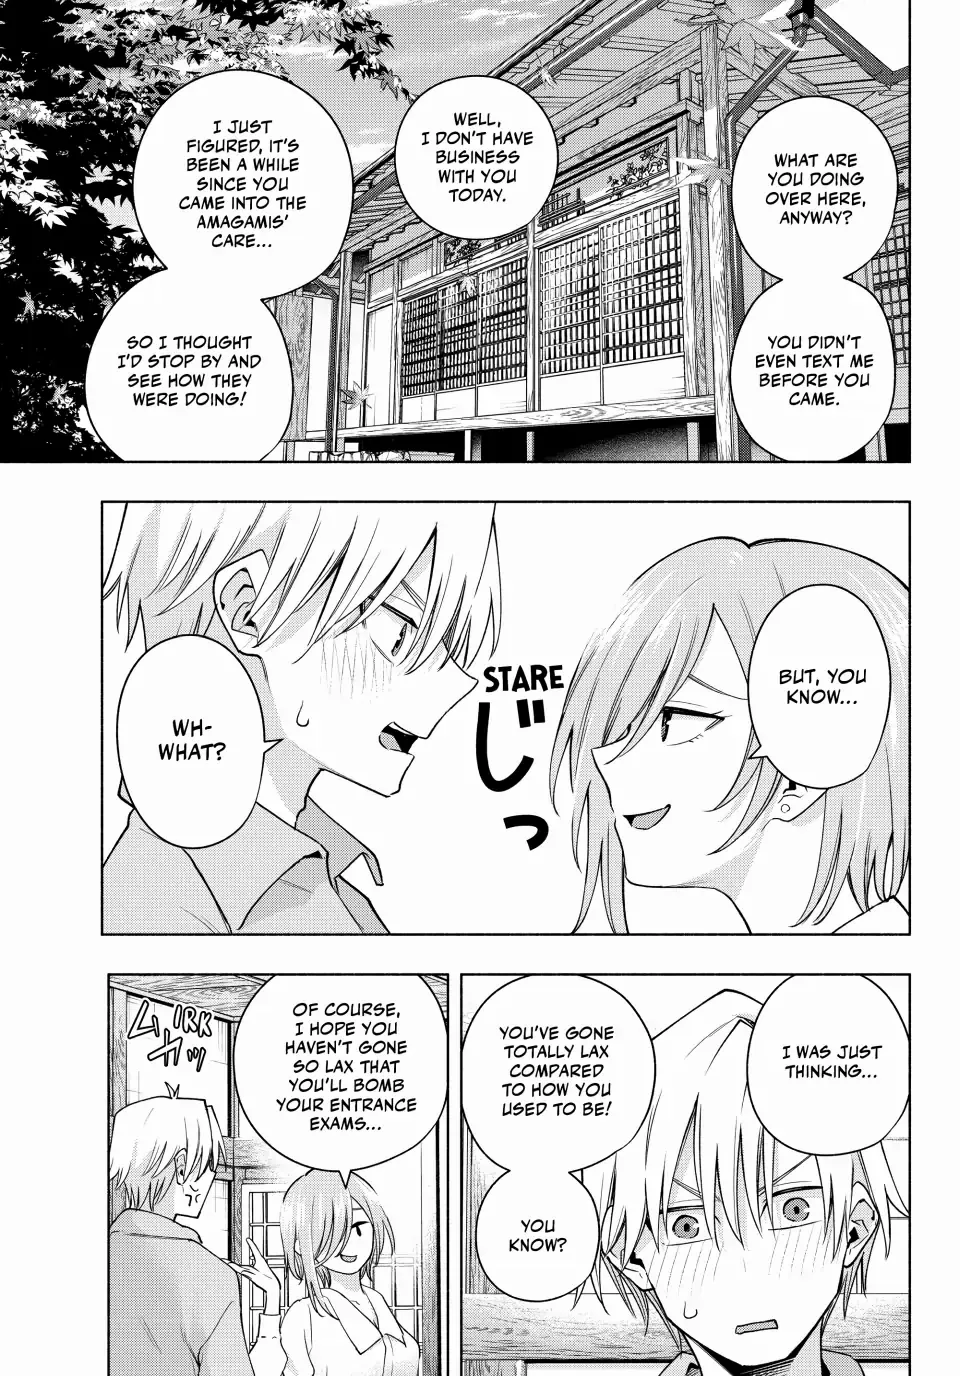 WHAT ARE
YOU DOING
OVER HERE,
ANYWAY?
YOU DIDN'T
EVEN TEXT ME
BEFORE YOU
CAME.
WELL,
I DON'T HAVE
BUSINESS
WITH YOU
TODAY.
I JUST
FIGURED, IT'S
BEEN A WHILE
SINCE YOU
CAME INTO THE
AMAGAMIS'
CARE...
SO I THOUGHT
I'D STOP BY AND
SEE HOW THEY
WERE DOING!
BUT, YOU
KNOW...
STARE
じっ
WH-
WHAT?
I WAS JUST
THINKING...
YOU'VE GONE
TOTALLY LAX
COMPARED
TO HOW YOU
USED TO BE!
YOU
KNOW?
OF COURSE,
I HOPE YOU
HAVEN'T GONE
SO LAX THAT
YOU'LL BOMB
YOUR ENTRANCE
EXAMS...
IRK
ムカッ